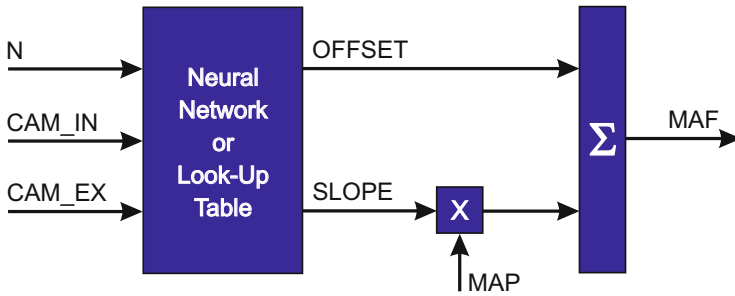 N
CAM_IN
CAM_EX
Neural
Network
or
Look-Up
Table
OFFSET
SLOPE
X
MAP
Σ
MAF